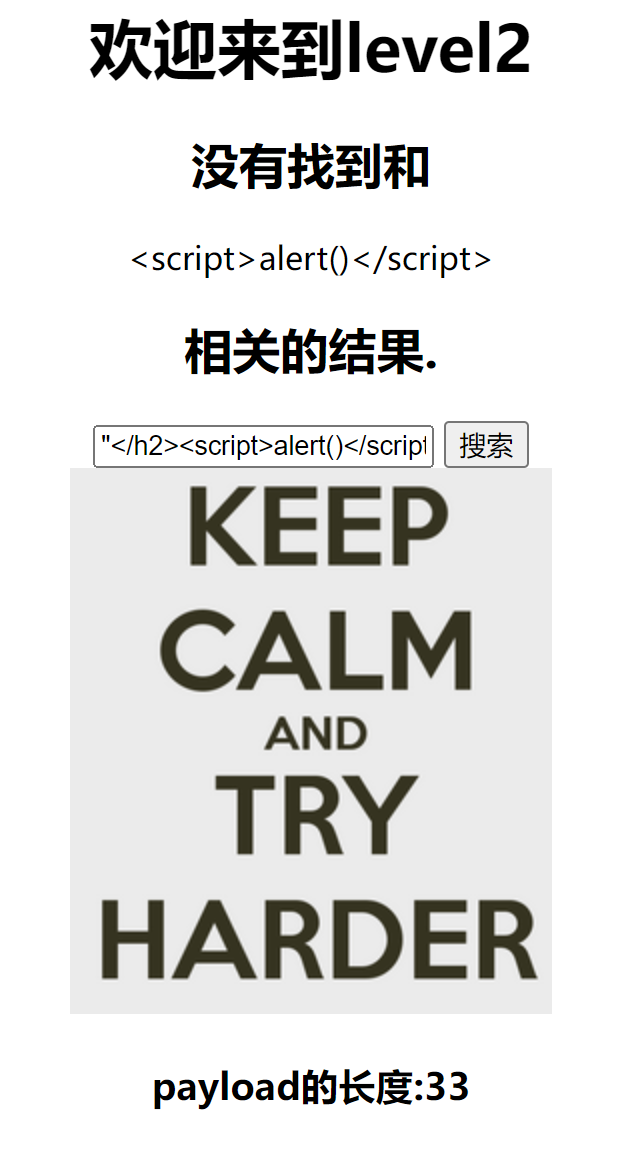 欢迎来到level2
没有找到和
<script>alert()</script>
相关的结果.
"</h2><script>alert()</script 搜索
KEEP
CALM
AND
TRY
HARDER
payload的长度:33